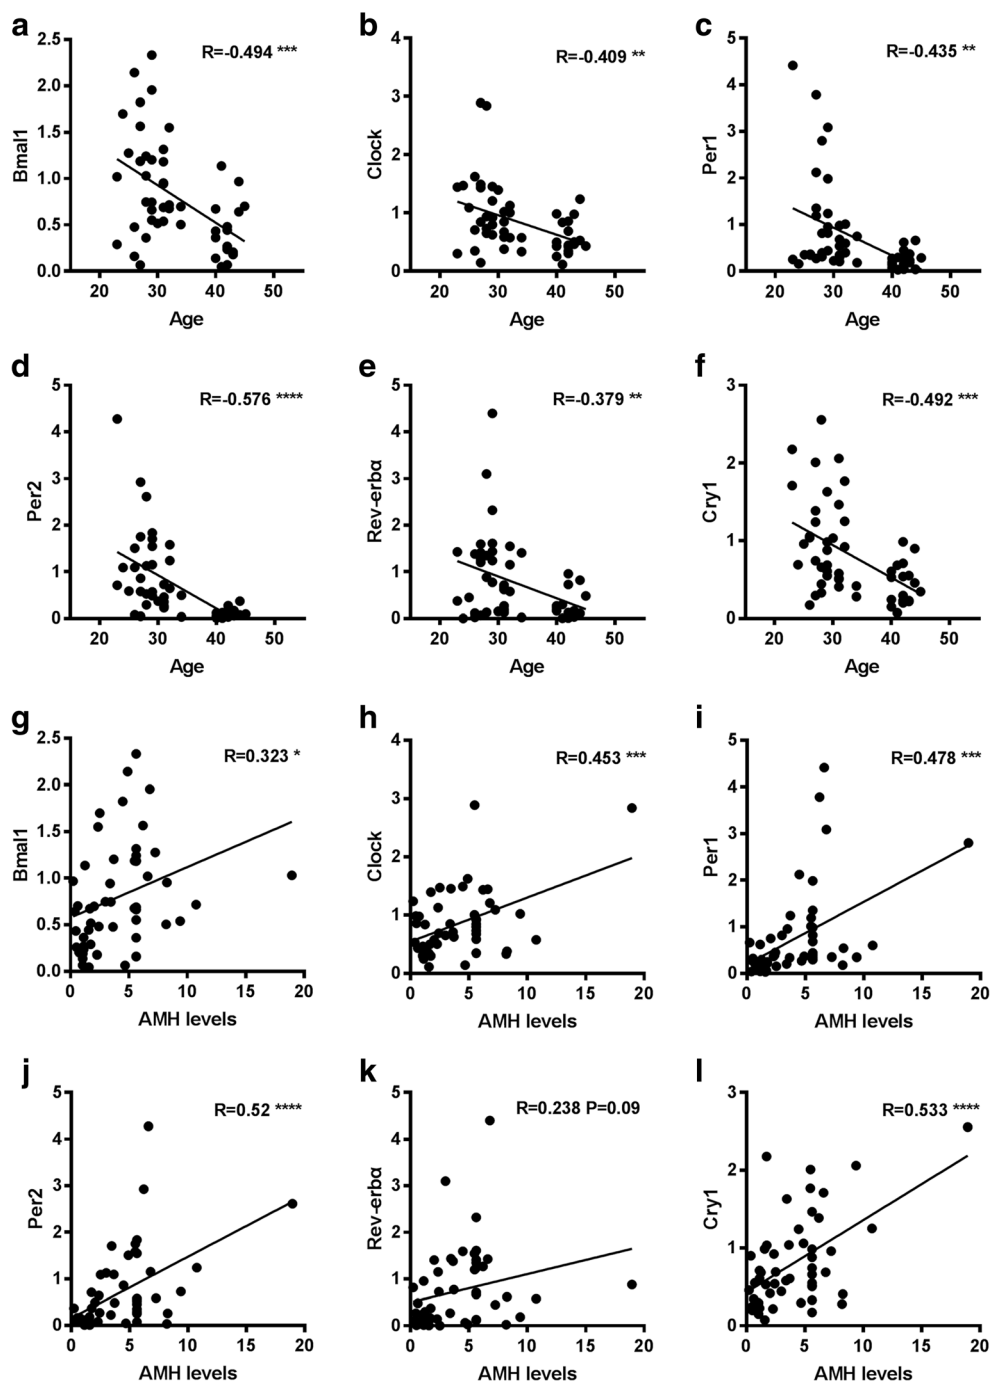 a
R=-0.494 ***
Bmal1
2.5
2.0
1.5
1.0
0.5
0.0
20 30 40 50
Age
b
R=-0.409 **
Clock
4
3
2
1
0
20 30 40 50
Age
c
R=-0.435 **
Per1
5
4
3
2
1
0
20 30 40 50
Age
d
R=-0.576 ****
Per2
5
4
3
2
1
0
20 30 40 50
Age
e
R=-0.379 **
Rev-erbα
5
4
3
2
1
0
20 30 40 50
Age
f
R=-0.492 ***
Cry1
3
2
1
0
20 30 40 50
Age
g
R=0.323 *
Bmal1
2.5
2.0
1.5
1.0
0.5
0.0
0 5 10 15 20
AMH levels
h
R=0.453 ***
Clock
4
3
2
1
0
0 5 10 15 20
AMH levels
i
R=0.478 ***
Per1
5
4
3
2
1
0
0 5 10 15 20
AMH levels
j
R=0.52 ****
Per2
5
4
3
2
1
0
0 5 10 15 20
AMH levels
k
R=0.238 P=0.09
Rev-erbα
5
4
3
2
1
0
0 5 10 15 20
AMH levels
l
R=0.533 ****
Cry1
3
2
1
0
0 5 10 15 20
AMH levels